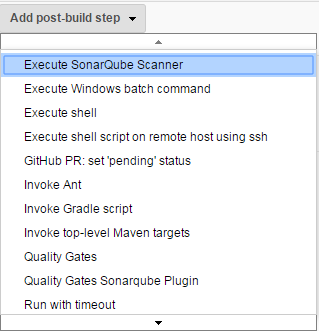 Add post-build step
Execute SonarQube Scanner
Execute Windows batch command
Execute shell
Execute shell script on remote host using ssh
GitHub PR: set 'pending' status
Invoke Ant
Invoke Gradle script
Invoke top-level Maven targets
Quality Gates
Quality Gates Sonarqube Plugin
Run with timeout